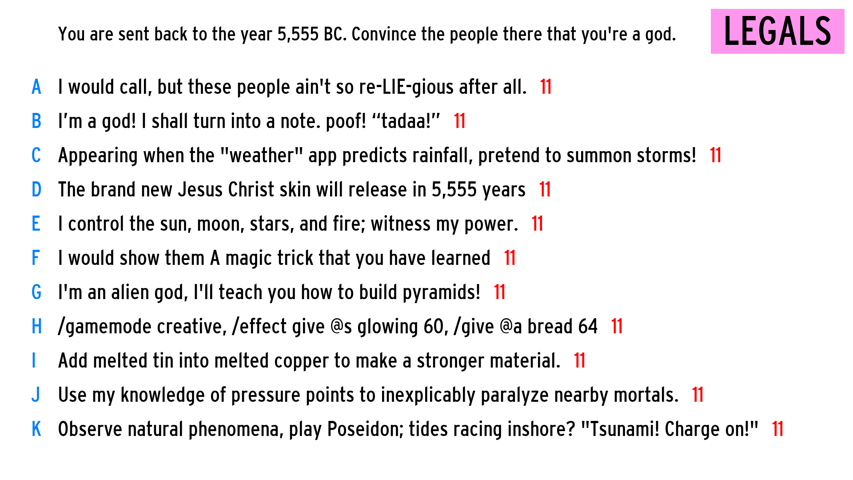 You are sent back to the year 5,555 BC. Convince the people there that you're a god.
LEGALS
A I would call, but these people ain't so re-LIE-gious after all. 11
B I’m a god! I shall turn into a note. poof! “tadaa!” 11
C Appearing when the "weather" app predicts rainfall, pretend to summon storms! 11
D The brand new Jesus Christ skin will release in 5,555 years 11
E I control the sun, moon, stars, and fire; witness my power. 11
F I would show them A magic trick that you have learned 11
G I'm an alien god, I'll teach you how to build pyramids! 11
H /gamemode creative, /effect give @s glowing 60, /give @a bread 64 11
I Add melted tin into melted copper to make a stronger material. 11
J Use my knowledge of pressure points to inexplicably paralyze nearby mortals. 11
K Observe natural phenomena, play Poseidon; tides racing inshore? "Tsunami! Charge on!" 11